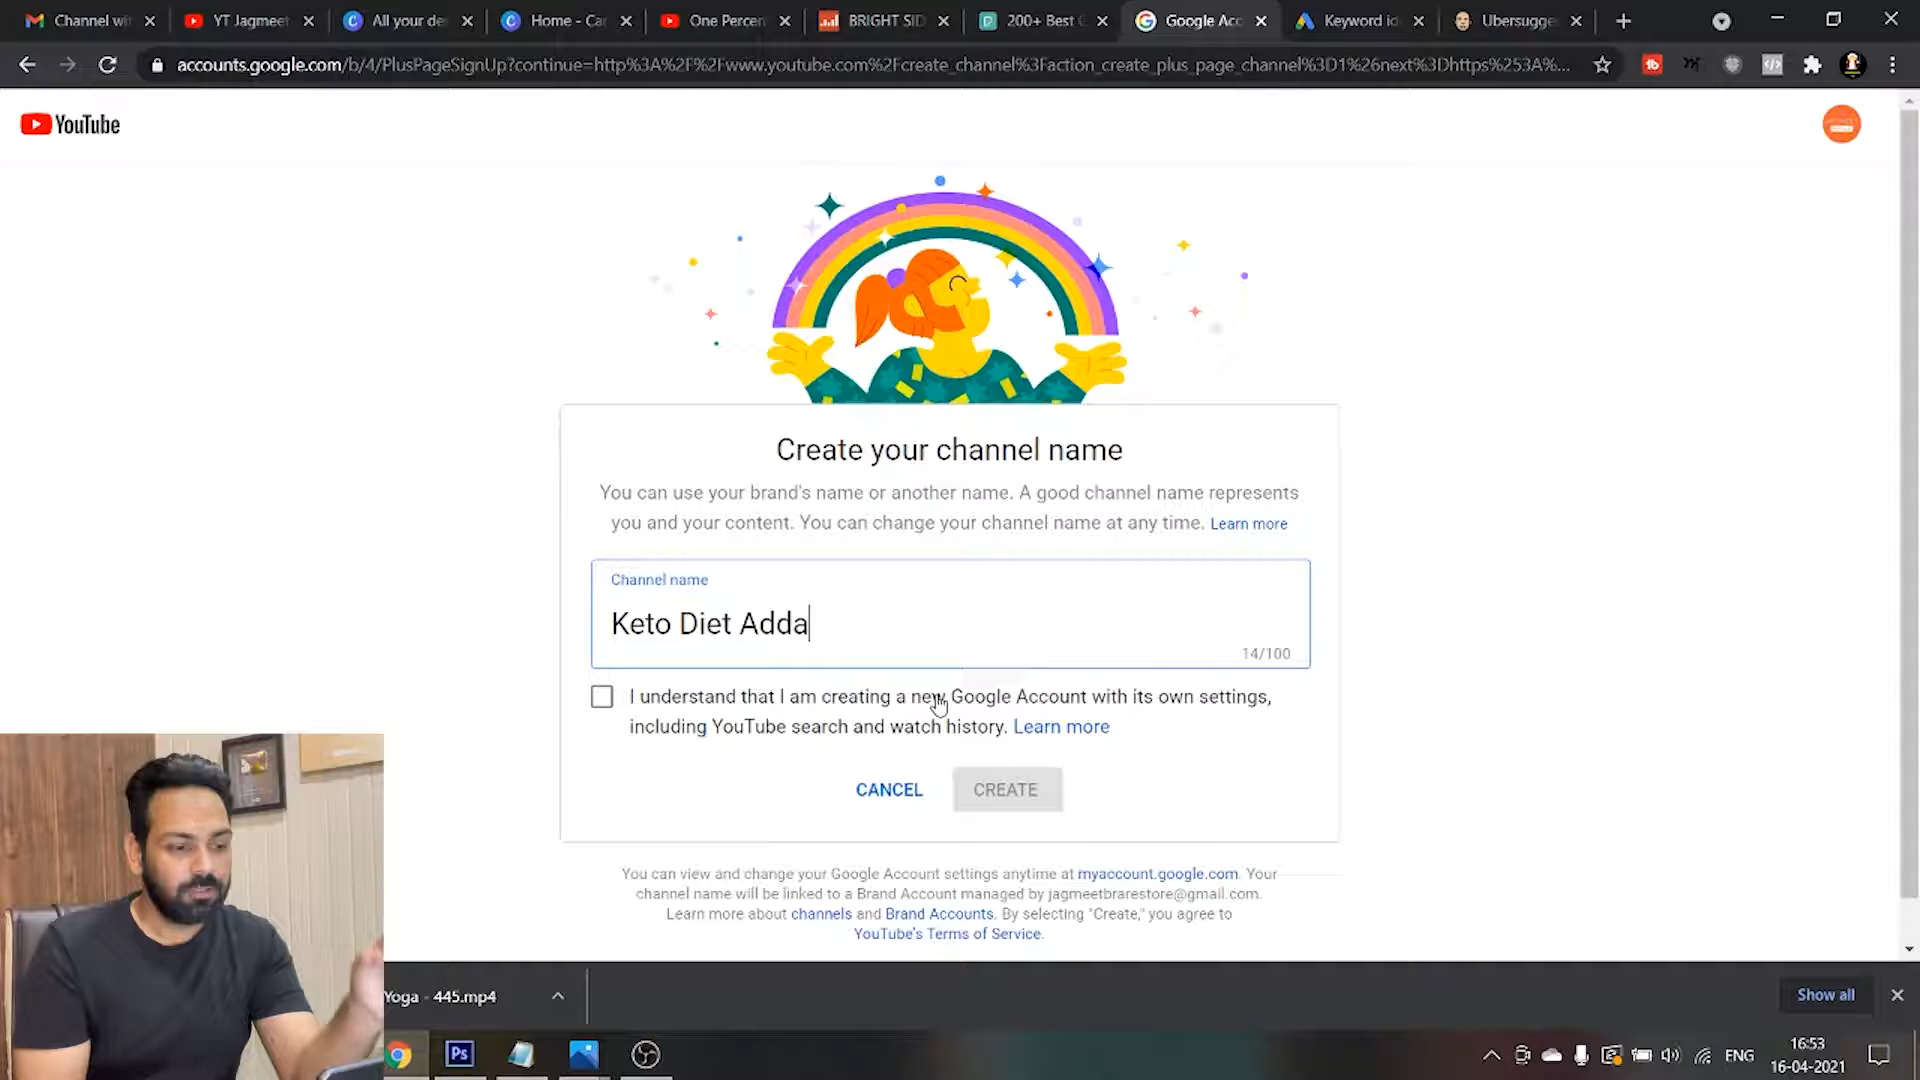 Channel wit
YT Jagmeet
All your de
Home - Ca
One Percen
BRIGHT SID
200+ Best
Google Acc
Keyword id
Ubersugge
accounts.google.com/b/4/PlusPageSignUp?continue=http%3A%2F%2Fwww.youtube.com%2Fcreate_channel%3Faction_create_plus_page_channel%3D1%26next%3Dhttps%253A%...
YouTube
Create your channel name
You can use your brand's name or another name. A good channel name represents
you and your content. You can change your channel name at any time. Learn more
Channel name
Keto Diet Adda
14/100
I understand that I am creating a new Google Account with its own settings,
including YouTube search and watch history. Learn more
CANCEL
CREATE
You can view and change your Google Account settings anytime at myaccount.google.com. Your
channel name will be linked to a Brand Account managed by jagmeetbrarestore@gmail.com.
Learn more about channels and Brand Accounts. By selecting "Create," you agree to
YouTube's Terms of Service.
Yoga - 445.mp4
Show all
Ps
ENG
16:53
16-04-2021